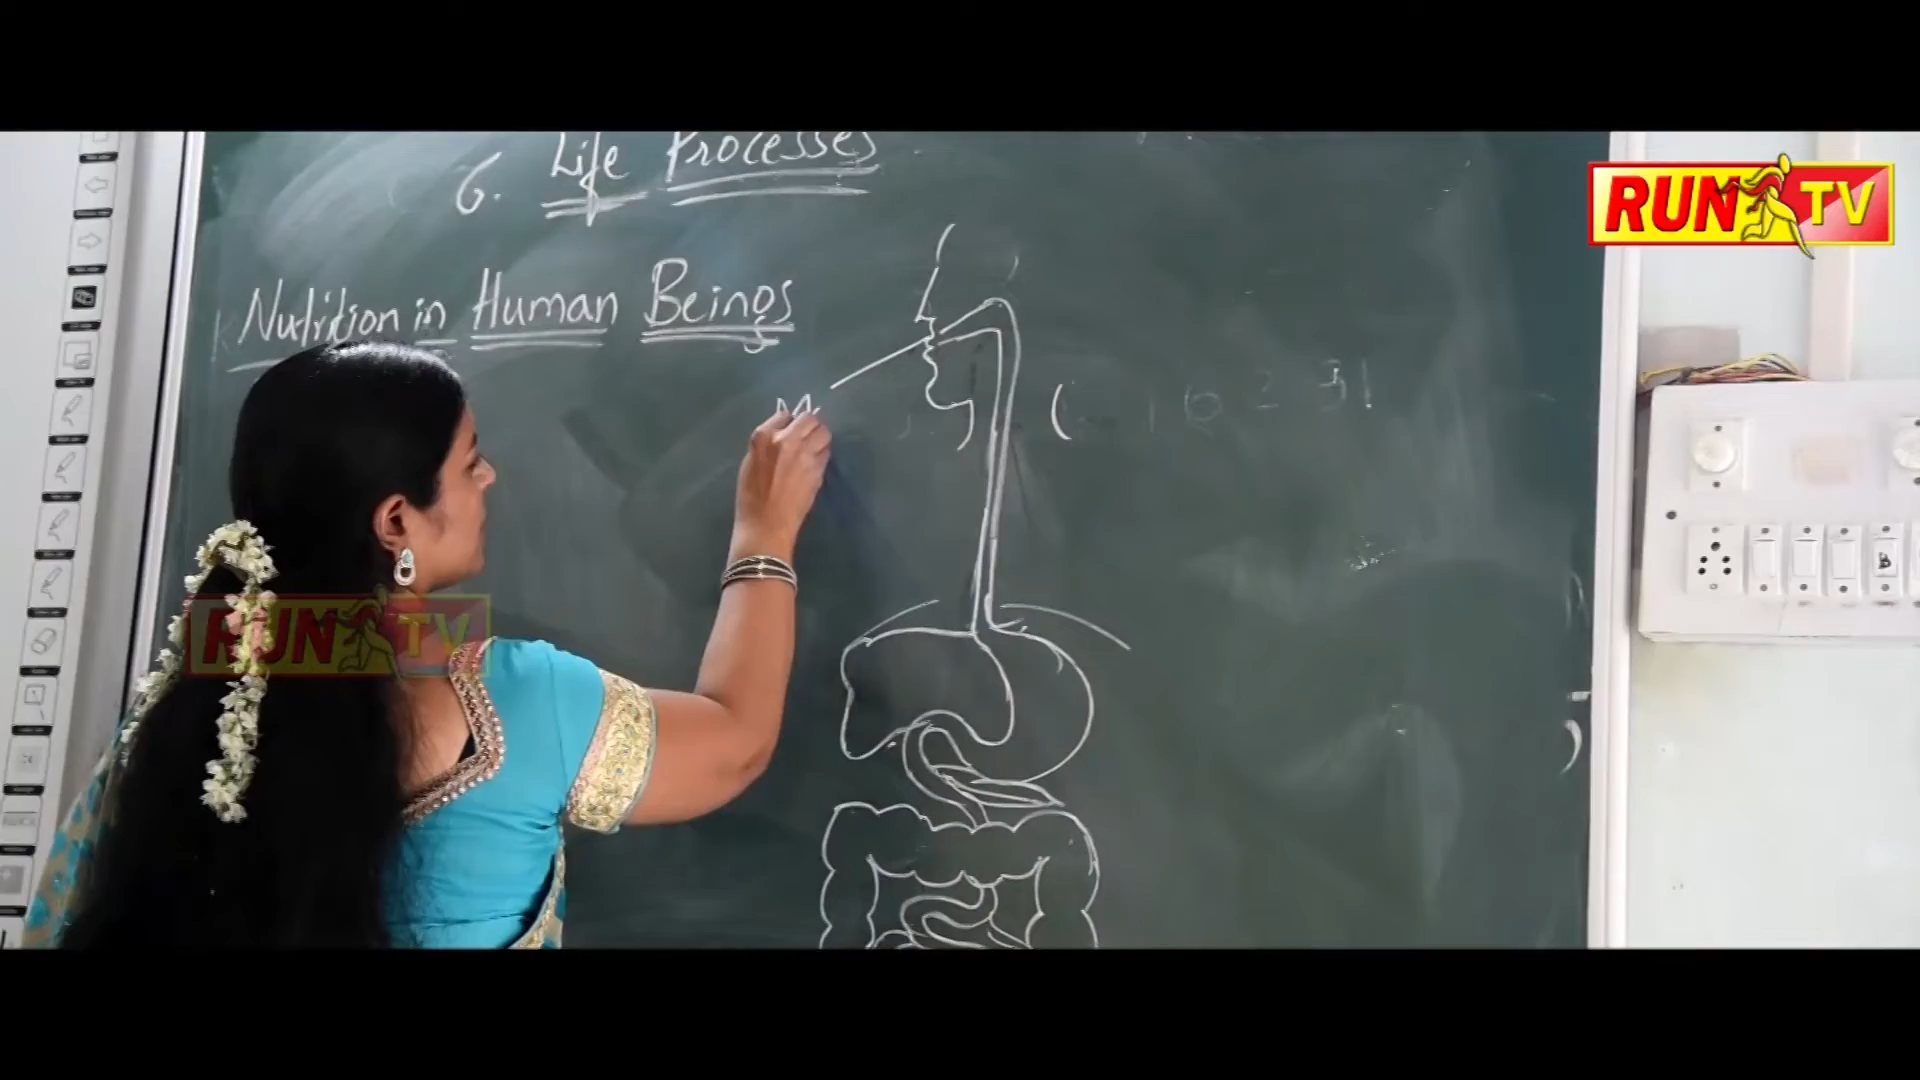 6. Life Processes
RUN TV
Nutrition in Human Beings
M
RUN TV